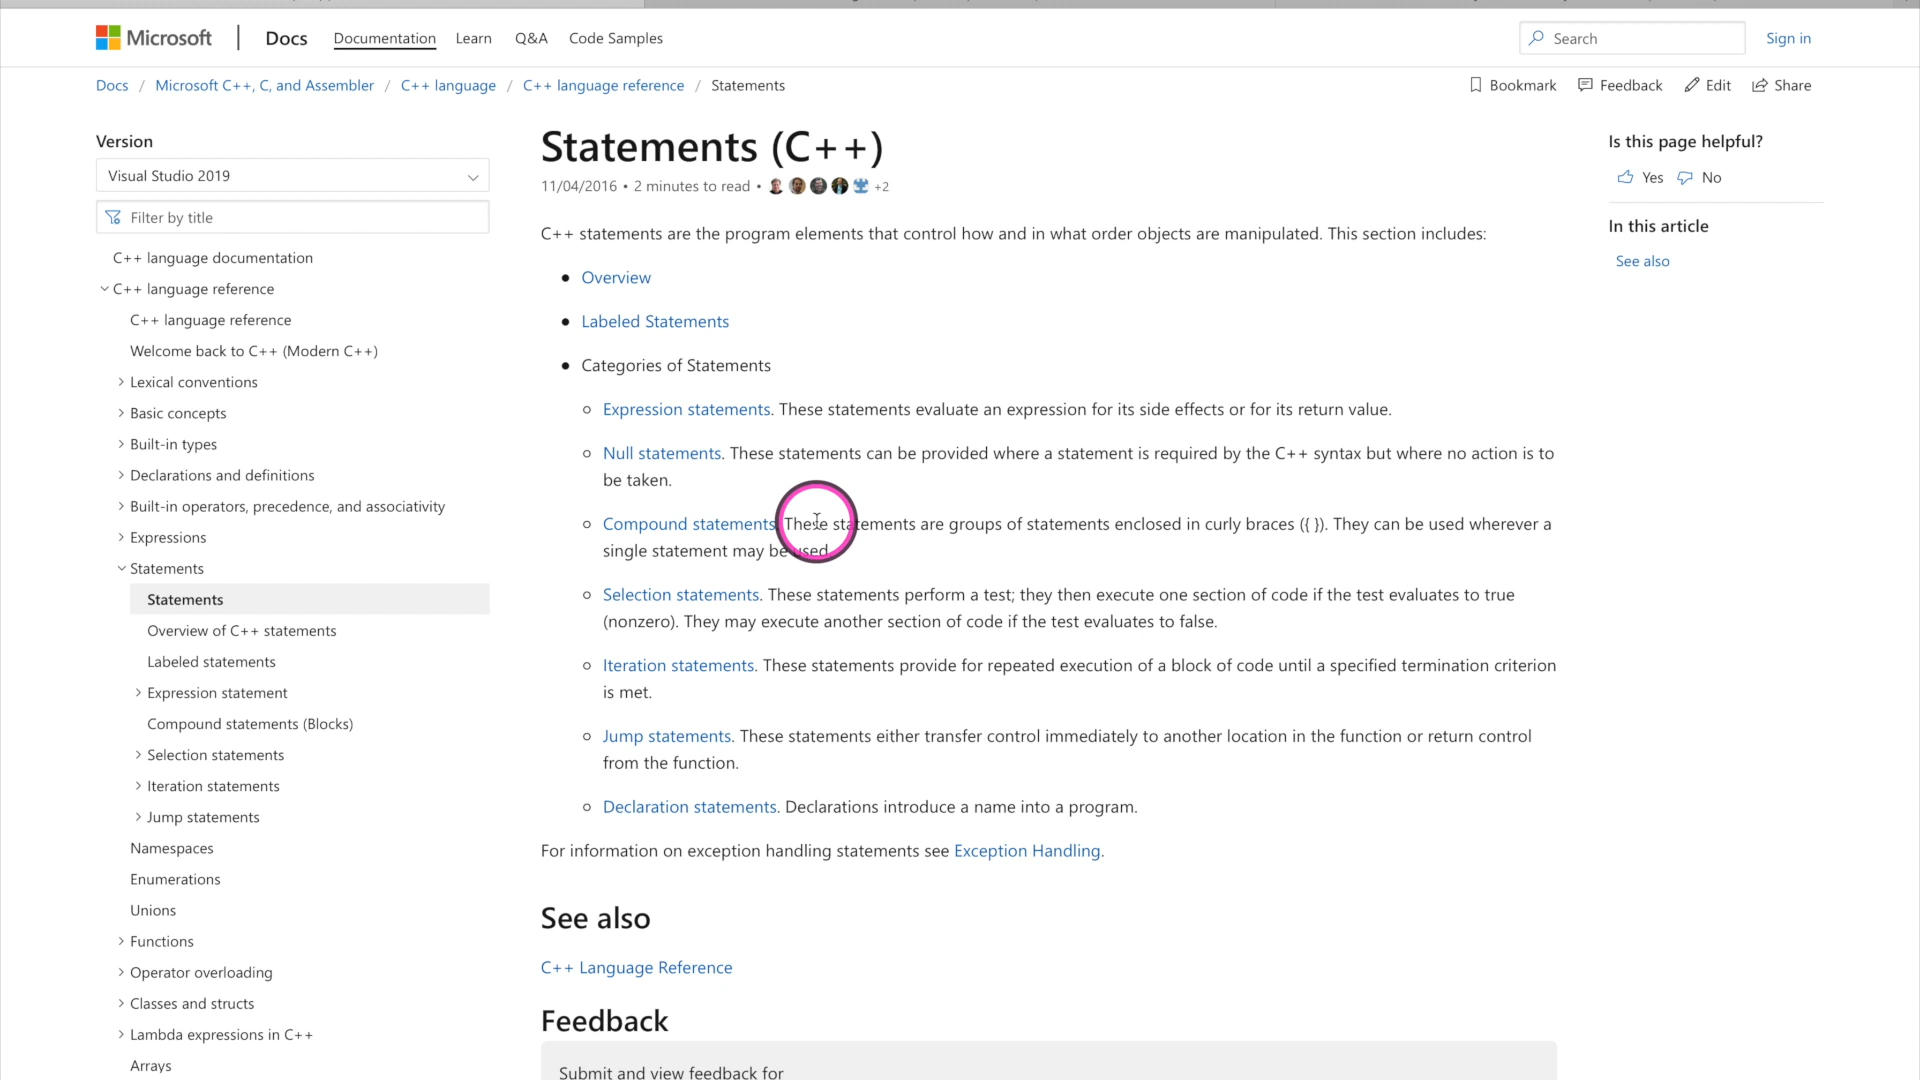 Microsoft | Docs Documentation Learn Q&A Code Samples Search Sign in
Docs / Microsoft C++, C, and Assembler / C++ language / C++ language reference / Statements Bookmark Feedback Edit Share
Version
Visual Studio 2019
Filter by title
C++ language documentation
C++ language reference
C++ language reference
Welcome back to C++ (Modern C++)
Lexical conventions
Basic concepts
Built-in types
Declarations and definitions
Built-in operators, precedence, and associativity
Expressions
Statements
Statements
Overview of C++ statements
Labeled statements
Expression statement
Compound statements (Blocks)
Selection statements
Iteration statements
Jump statements
Namespaces
Enumerations
Unions
Functions
Operator overloading
Classes and structs
Lambda expressions in C++
Arrays
Statements (C++)
11/04/2016 • 2 minutes to read • +2
C++ statements are the program elements that control how and in what order objects are manipulated. This section includes:
Overview
Labeled Statements
Categories of Statements
Expression statements. These statements evaluate an expression for its side effects or for its return value.
Null statements. These statements can be provided where a statement is required by the C++ syntax but where no action is to
be taken.
Compound statements. These statements are groups of statements enclosed in curly braces ({ }). They can be used wherever a
single statement may be used.
Selection statements. These statements perform a test; they then execute one section of code if the test evaluates to true
(nonzero). They may execute another section of code if the test evaluates to false.
Iteration statements. These statements provide for repeated execution of a block of code until a specified termination criterion
is met.
Jump statements. These statements either transfer control immediately to another location in the function or return control
from the function.
Declaration statements. Declarations introduce a name into a program.
For information on exception handling statements see Exception Handling.
See also
C++ Language Reference
Feedback
Submit and view feedback for
Is this page helpful?
Yes No
In this article
See also